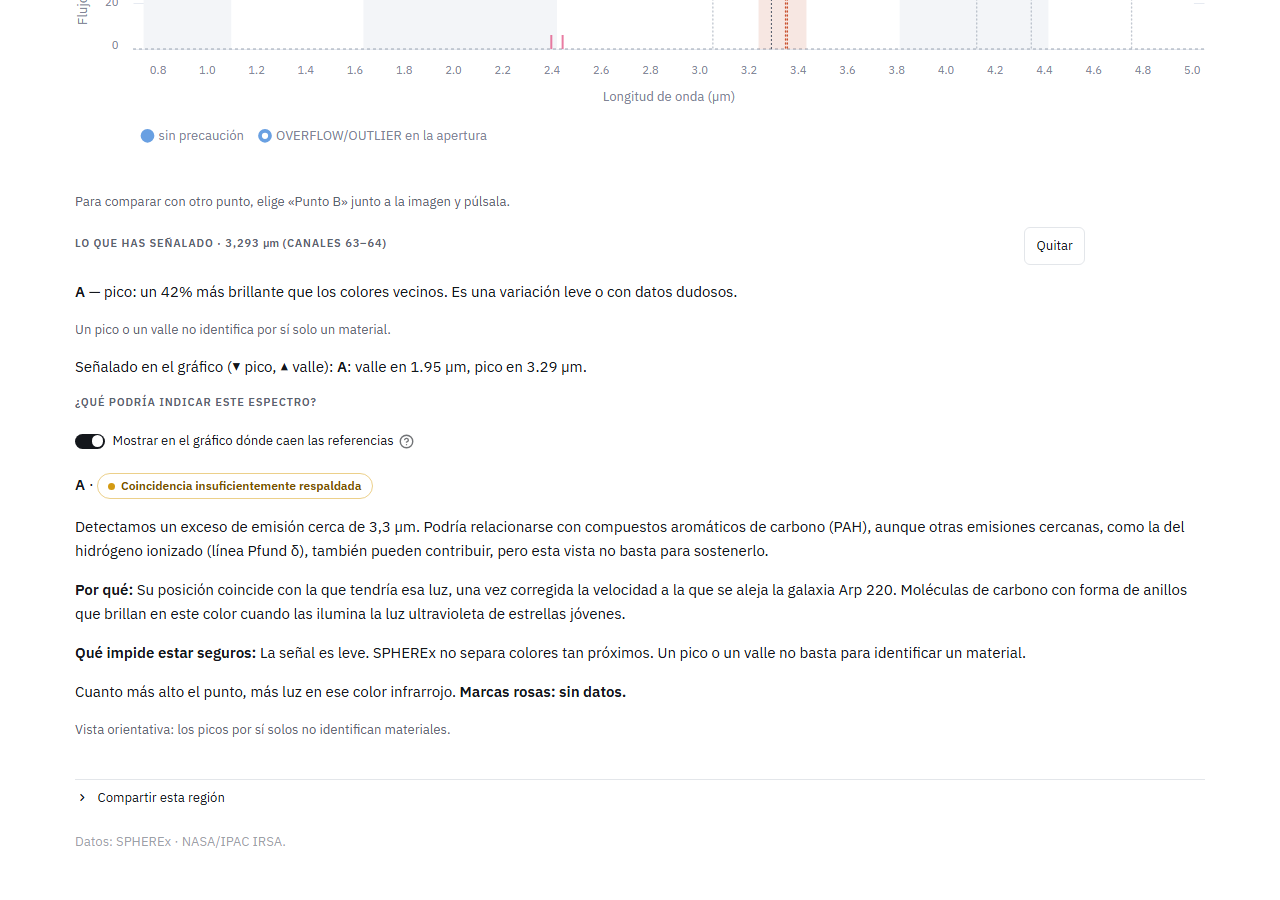 20
0
0.8 1.0 1.2 1.4 1.6 1.8 2.0 2.2 2.4 2.6 2.8 3.0 3.2 3.4 3.6 3.8 4.0 4.2 4.4 4.6 4.8 5.0
Longitud de onda (µm)
sin precaución OVERFLOW/OUTLIER en la apertura
Para comparar con otro punto, elige «Punto B» junto a la imagen y púlsala.
LO QUE HAS SEÑALADO · 3,293 µm (CANALES 63–64)
Quitar
A — pico: un 42% más brillante que los colores vecinos. Es una variación leve o con datos dudosos.
Un pico o un valle no identifica por sí solo un material.
Señalado en el gráfico (▾ pico, ▴ valle): A: valle en 1.95 µm, pico en 3.29 µm.
¿QUÉ PODRÍA INDICAR ESTE ESPECTRO?
Mostrar en el gráfico dónde caen las referencias ?
A · Coincidencia insuficientemente respaldada
Detectamos un exceso de emisión cerca de 3,3 µm. Podría relacionarse con compuestos aromáticos de carbono (PAH), aunque otras emisiones cercanas, como la del
hidrógeno ionizado (línea Pfund δ), también pueden contribuir, pero esta vista no basta para sostenerlo.
Por qué: Su posición coincide con la que tendría esa luz, una vez corregida la velocidad a la que se aleja la galaxia Arp 220. Moléculas de carbono con forma de anillos
que brillan en este color cuando las ilumina la luz ultravioleta de estrellas jóvenes.
Qué impide estar seguros: La señal es leve. SPHEREx no separa colores tan próximos. Un pico o un valle no basta para identificar un material.
Cuanto más alto el punto, más luz en ese color infrarrojo. Marcas rosas: sin datos.
Vista orientativa: los picos por sí solos no identifican materiales.
Compartir esta región
Datos: SPHEREx · NASA/IPAC IRSA.